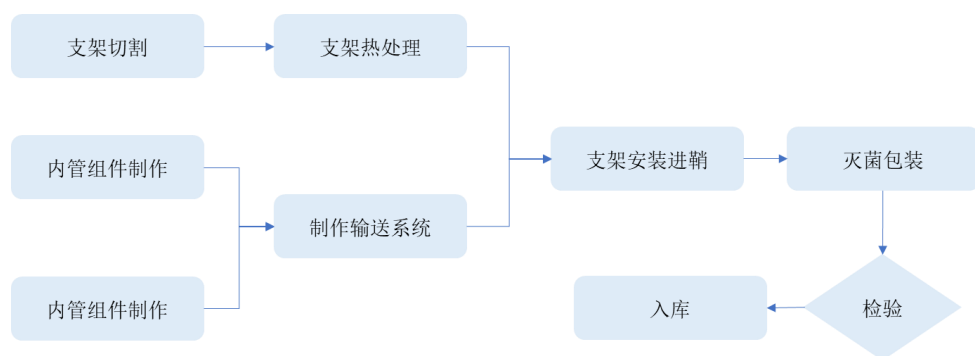 支架切割
支架热处理
内管组件制作
支架安装进鞘
灭菌包装
制作输送系统
内管组件制作
入库
检验